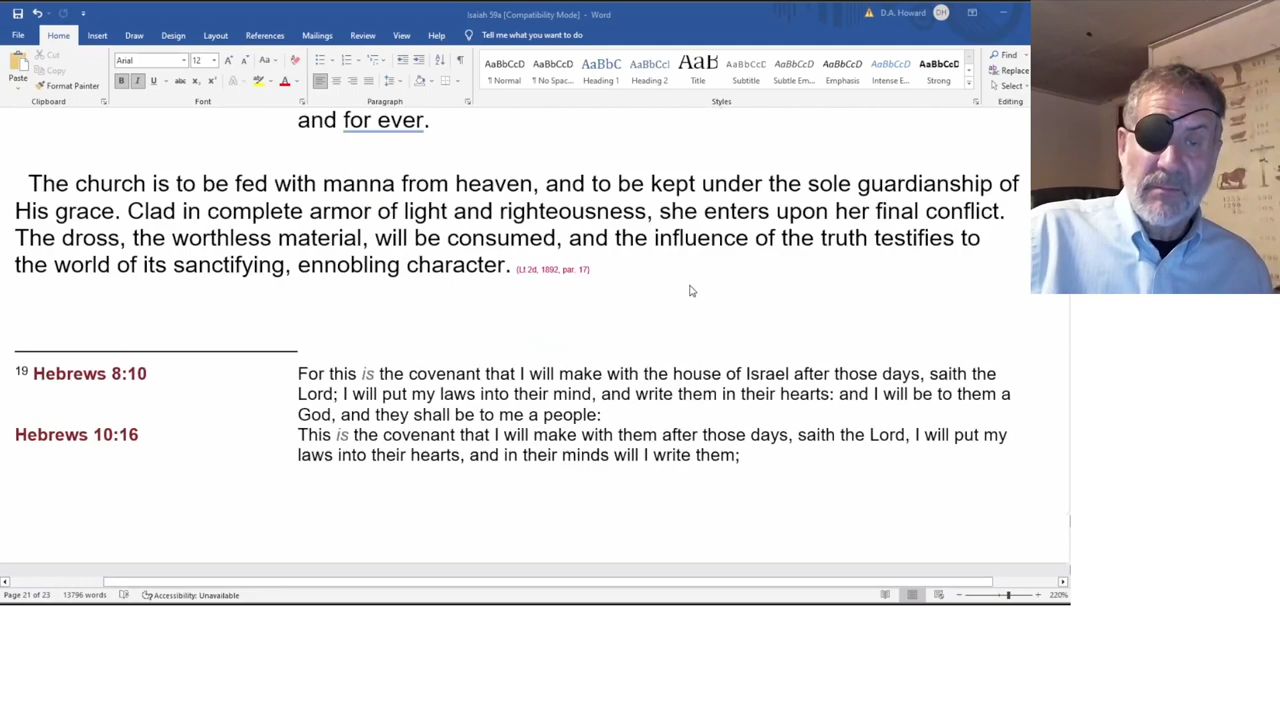 Isaiah 59a [Compatibility Mode] - Word
D.A. Howard
DH
File Home Insert Draw Design Layout References Mailings Review View Help Tell me what you want to do
Paste
Cut
Copy
Format Painter
Clipboard
Arial 12
B I U abc x₂ x²
Font
Paragraph
AaBbCcD AaBbCcD AaBbC AaBbCcI AaB AaBbCcD AaBbCcD AaBbCcD AaBbCcD AaBbCcD
¶ Normal ¶ No Spac... Heading 1 Heading 2 Title Subtitle Subtle Em... Emphasis Intense E... Strong
Styles
Find
Replace
Select
Editing
and for ever.
The church is to be fed with manna from heaven, and to be kept under the sole guardianship of
His grace. Clad in complete armor of light and righteousness, she enters upon her final conflict.
The dross, the worthless material, will be consumed, and the influence of the truth testifies to
the world of its sanctifying, ennobling character. (Lt 2d, 1892, par. 17)
19 Hebrews 8:10 For this is the covenant that I will make with the house of Israel after those days, saith the
Lord; I will put my laws into their mind, and write them in their hearts: and I will be to them a
God, and they shall be to me a people:
Hebrews 10:16 This is the covenant that I will make with them after those days, saith the Lord, I will put my
laws into their hearts, and in their minds will I write them;
Page 21 of 23 13796 words Accessibility: Unavailable 220%